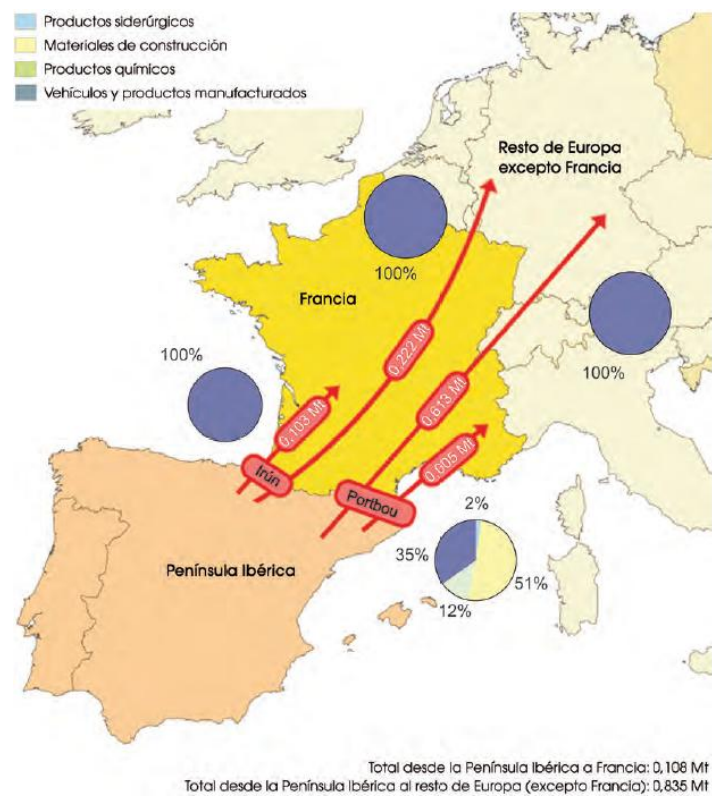 Productos siderúrgicos
Materiales de construcción
Productos químicos
Vehículos y productos manufacturados
Resto de Europa
excepto Francia
100%
Francia
100%
0,222 Mt
0,613 Mt
100%
0,103 Mt
0,005 Mt
Irún
Portbou
2%
35%
51%
12%
Península Ibérica
Total desde la Península Ibérica a Francia: 0,108 Mt
Total desde la Península Ibérica al resto de Europa (excepto Francia): 0,835 Mt